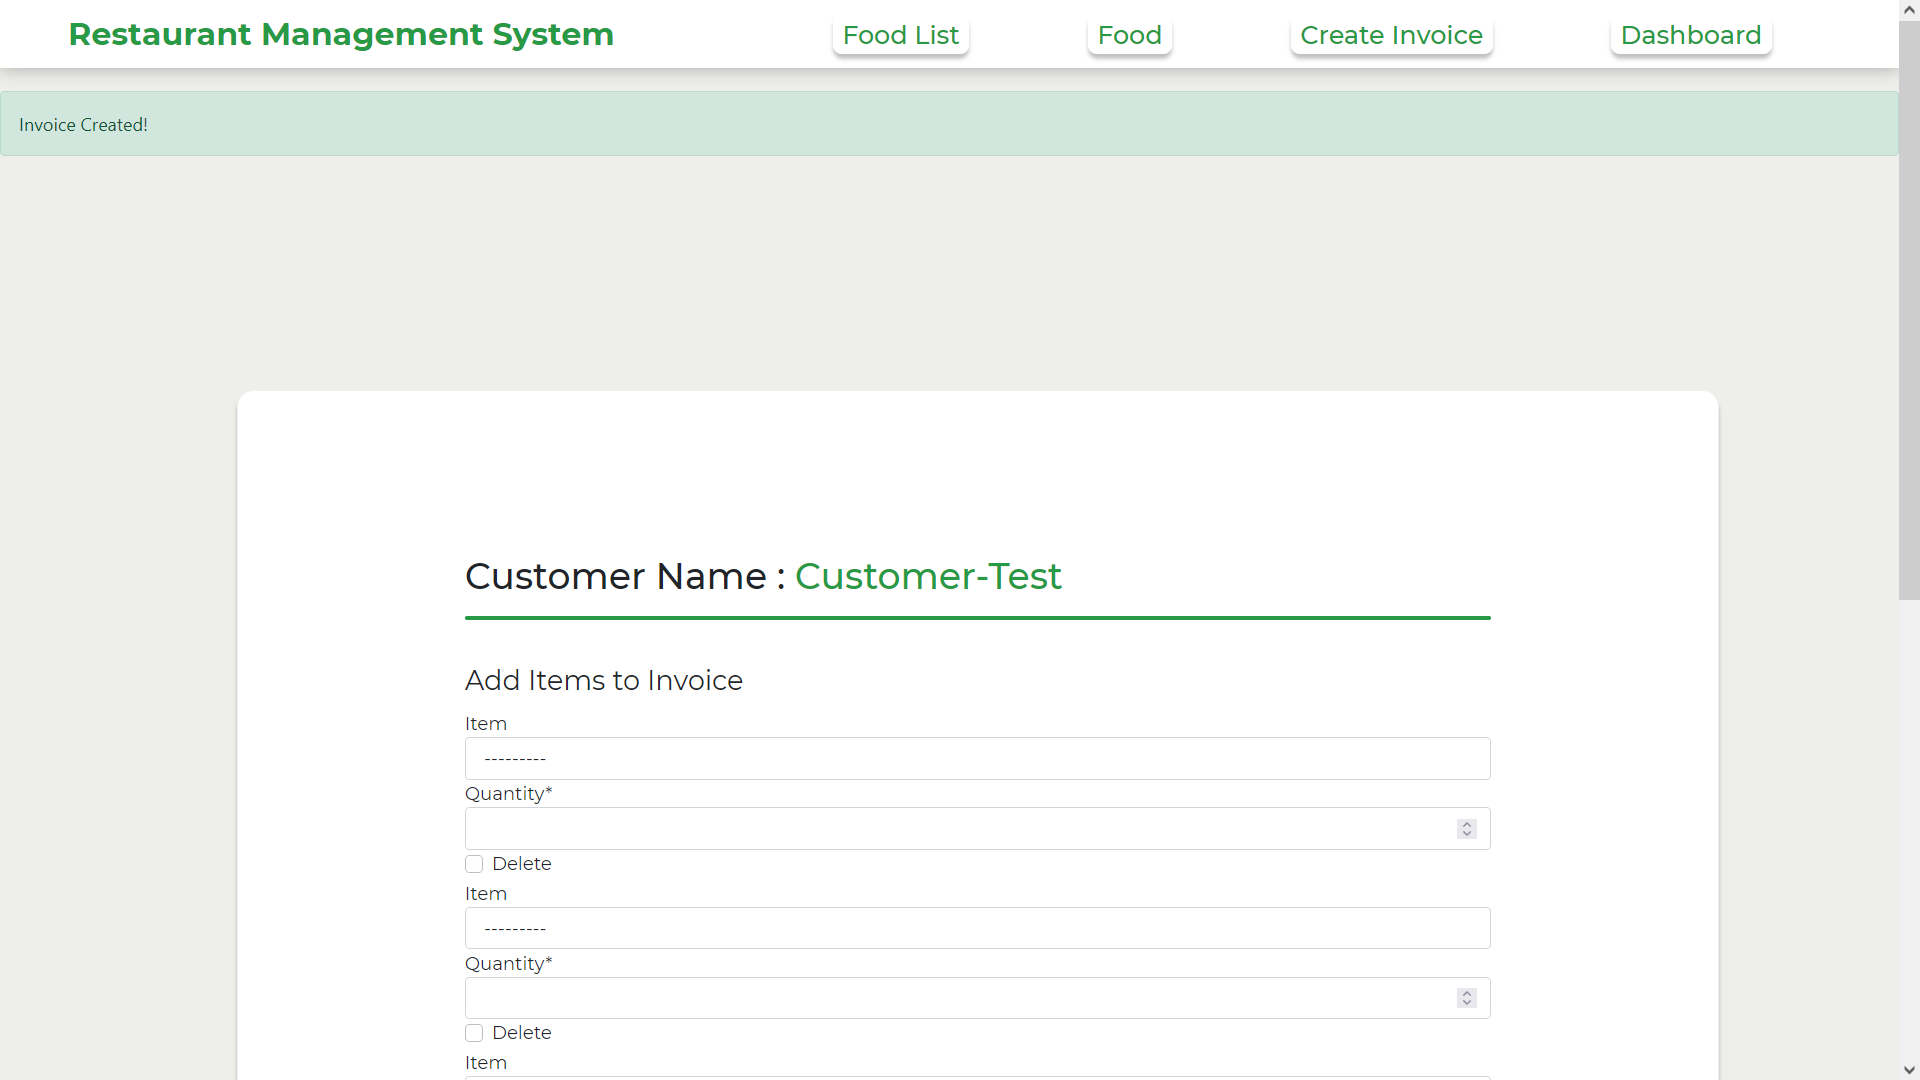 Restaurant Management System Food List Food Create Invoice Dashboard
Invoice Created!
Customer Name : Customer-Test
Add Items to Invoice
Item
---------
Quantity*
Delete
Item
---------
Quantity*
Delete
Item